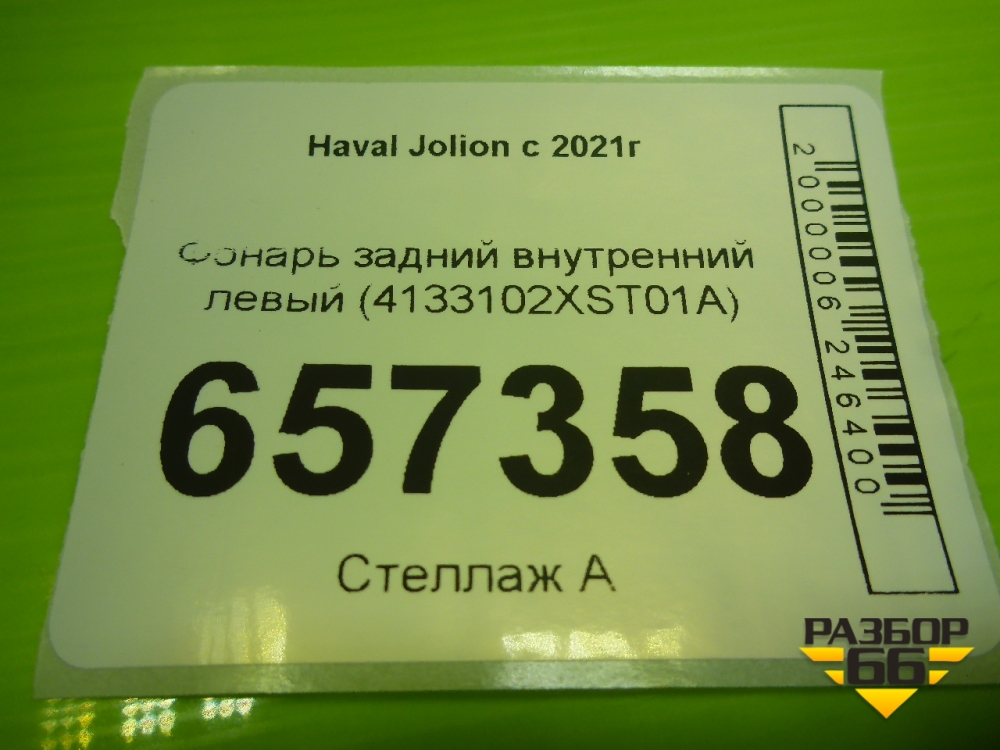 Haval Jolion с 2021г
Фонарь задний внутренний
левый (4133102XST01A)
657358
Стеллаж А
2000006246400
РАЗБОР
66